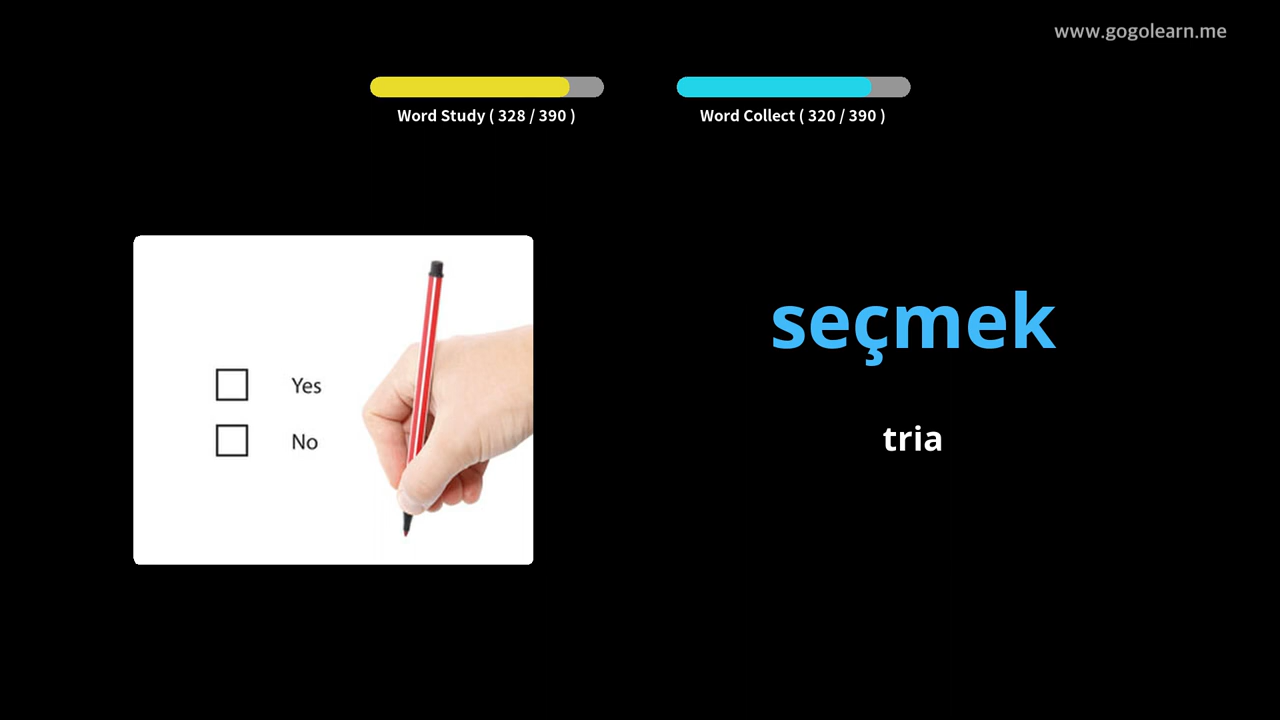 www.gogolearn.me
Word Study ( 328 / 390 )
Word Collect ( 320 / 390 )
Yes
No
seçmek
tria